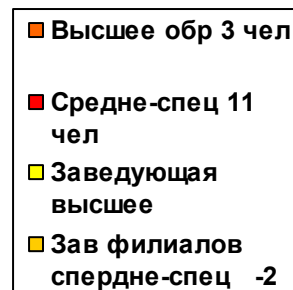 Высшее обр 3 чел
Средне-спец 11
чел
Заведующая
высшее
Зав филиалов
спердне-спец -2